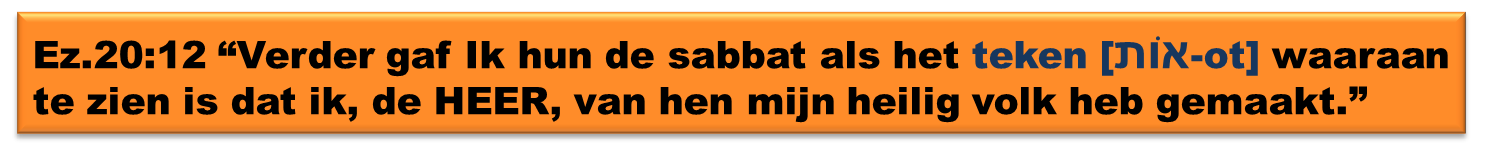 Ez.20:12 “Verder gaf Ik hun de sabbat als het teken [אוֹת-ot] waaraan
te zien is dat ik, de HEER, van hen mijn heilig volk heb gemaakt.”